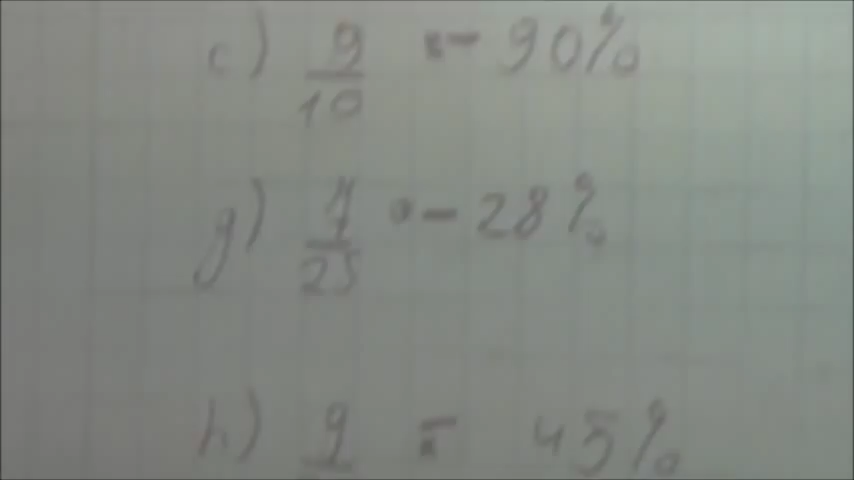 c) 9/10 = 90%
g) 7/25 = 28%
h) 9 = 45%